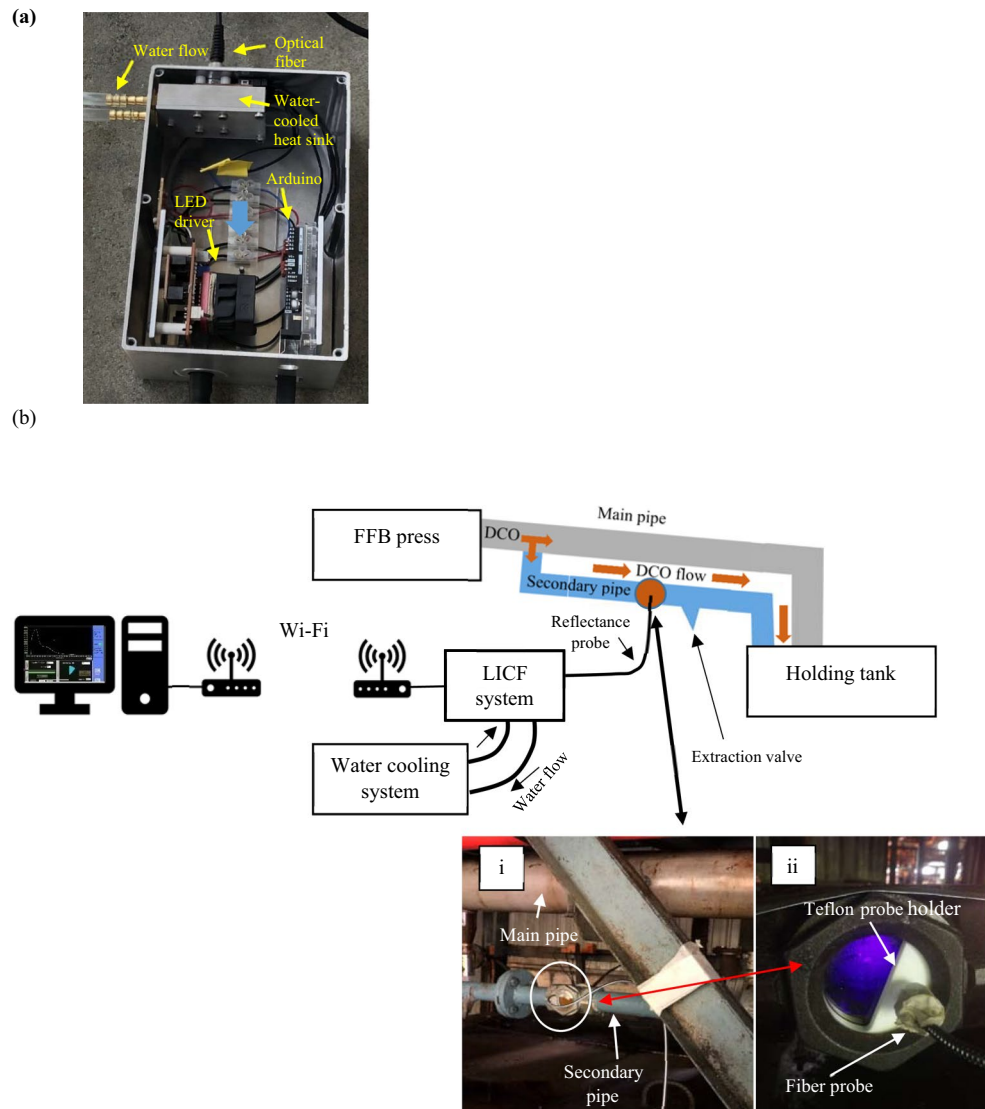 (a)
Water flow
Optical
fiber
Water-
cooled
heat sink
Arduino
LED
driver
(b)
Main pipe
FFB press
DCO
DCO flow
Secondary pipe
Reflectance
probe
Wi-Fi
LICF
system
Holding tank
Extraction valve
Water cooling
system
Water flow
i
Main pipe
Secondary
pipe
ii
Teflon probe holder
Fiber probe